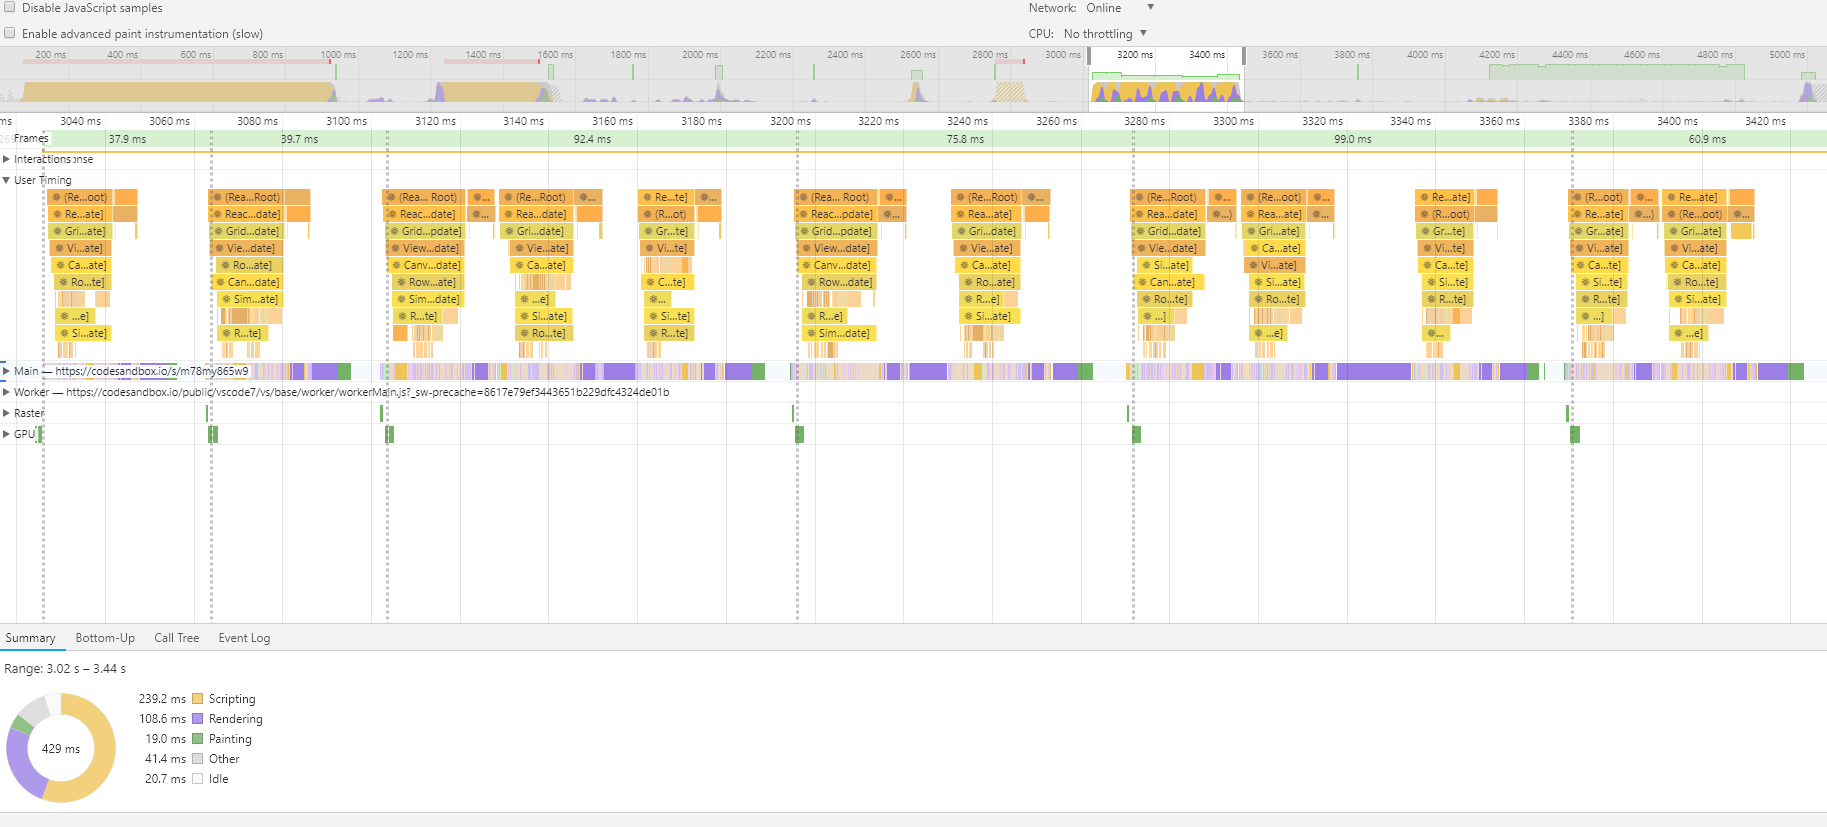 Disable JavaScript samples
Network: Online
Enable advanced paint instrumentation (slow)
CPU: No throttling
200 ms 400 ms 600 ms 800 ms 1000 ms 1200 ms 1400 ms 1600 ms 1800 ms 2000 ms 2200 ms 2400 ms 2600 ms 2800 ms 3000 ms 3200 ms 3400 ms 3600 ms 3800 ms 4000 ms 4200 ms 4400 ms 4600 ms 4800 ms 5000 ms
ms 3040 ms 3060 ms 3080 ms 3100 ms 3120 ms 3140 ms 3160 ms 3180 ms 3200 ms 3220 ms 3240 ms 3260 ms 3280 ms 3300 ms 3320 ms 3340 ms 3360 ms 3380 ms 3400 ms 3420 ms
Frames 37.9 ms 39.7 ms 92.4 ms 75.8 ms 99.0 ms 60.9 ms
Interactions
User Timing
(Re...oot) (Rea...Root) (Rea... Root) ... (Re...Root) ... Re...te] ... (Rea... Root) ... (Re...Root) (Re...Root) ... (Re...oot) ... Re...ate] (R...oot) ... Re...ate]
Re...ate] Reac...date] Reac...date] ... Rea...date] (R...ot) Reac...pdate] ... Rea...ate] Rea...date] ...) Rea...ate] ... (R...oot) Re...ate] ...) (Re...oot) ...
Gri...ate] Grid...date] Grid...pdate] Gri...date] Gr...te] Grid...pdate] Gri...date] Grid...date] Gri...ate] Gr...te] Gr...ate] Gri...ate]
Vi...ate] Vie...date] View...date] Vie...ate] Vi...te] View...date] Vie...ate] Vie...date] Ca...ate] Vi...te] Vi...ate] Vi...ate]
Ca...ate] Ro...ate] Canv...date] Ca...ate] Canv...date] Ca...ate] Si...ate] Vi...ate] Ca...te] Ca...te] Ca...ate]
Ro...te] Can...date] Row...ate] C...te] Row...date] Ro...ate] Can...ate] Si...ate] Si...te] Si...te] Ro...ate]
Sim...ate] Sim...date] ...e] ... R...e] Ro...te] Ro...te] R...te] R...te] Si...ate]
...e] R...te] Si...ate] Si...te] R...e] Si...ate] ...] ...]
Si...ate] R...te] Ro...te] R...te] Sim...date] ...e] ... ...e]
Main — https://codesandbox.io/s/m78my865w9
Worker — https://codesandbox.io/public/vscode7/vs/base/worker/workerMain.js?_sw-precache=8617e79ef3443651b229dfc4324de01b
Raster
GPU
Summary Bottom-Up Call Tree Event Log
Range: 3.02 s – 3.44 s
429 ms
239.2 ms Scripting
108.6 ms Rendering
19.0 ms Painting
41.4 ms Other
20.7 ms Idle